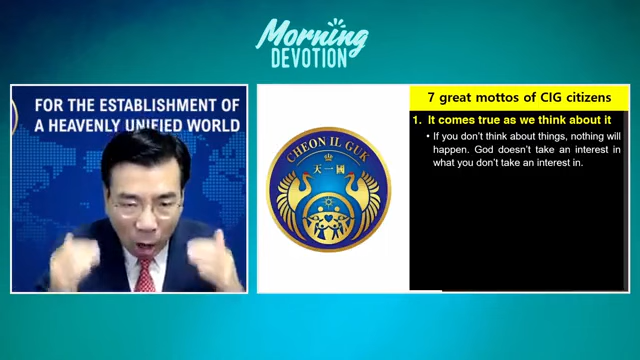 Morning
DEVOTION
FOR THE ESTABLISHMENT OF
A HEAVENLY UNIFIED WORLD
CHEON IL GUK
天一國
7 great mottos of CIG citizens
1. It comes true as we think about it
• If you don't think about things, nothing will
happen. God doesn't take an interest in
what you don't take an interest in.